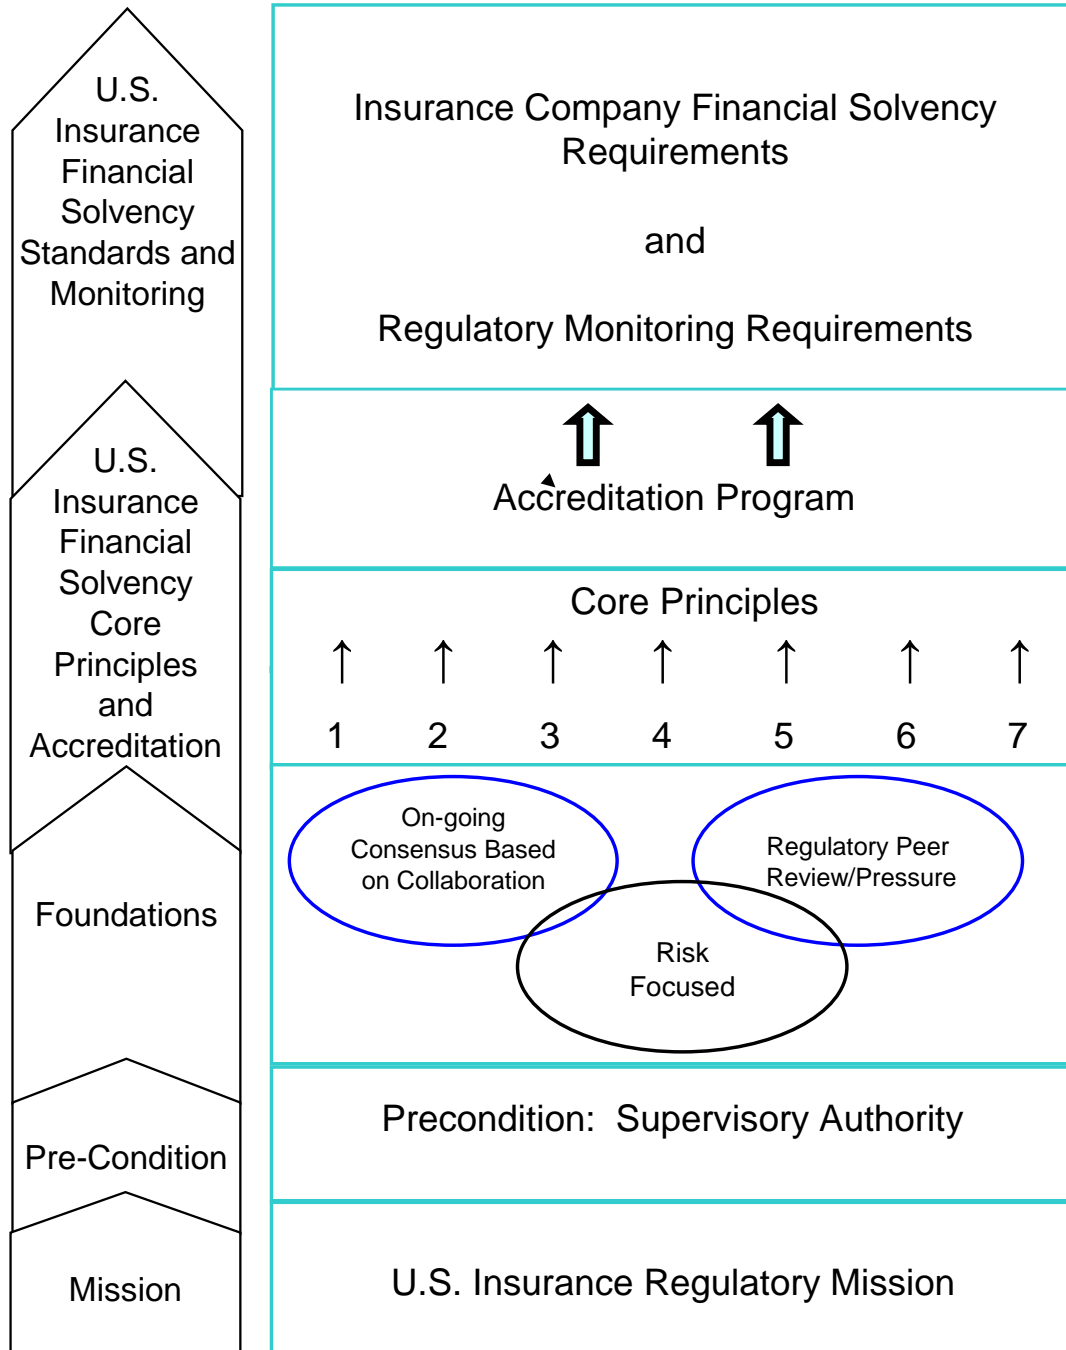 U.S.
Insurance
Financial
Solvency
Standards and
Monitoring
Insurance Company Financial Solvency
Requirements
and
Regulatory Monitoring Requirements
U.S.
Insurance
Financial
Solvency
Core
Principles
and
Accreditation
Accreditation Program
Core Principles
↑ ↑ ↑ ↑ ↑ ↑ ↑
1 2 3 4 5 6 7
Foundations
On-going
Consensus Based
on Collaboration
Regulatory Peer
Review/Pressure
Risk
Focused
Pre-Condition
Precondition: Supervisory Authority
Mission
U.S. Insurance Regulatory Mission